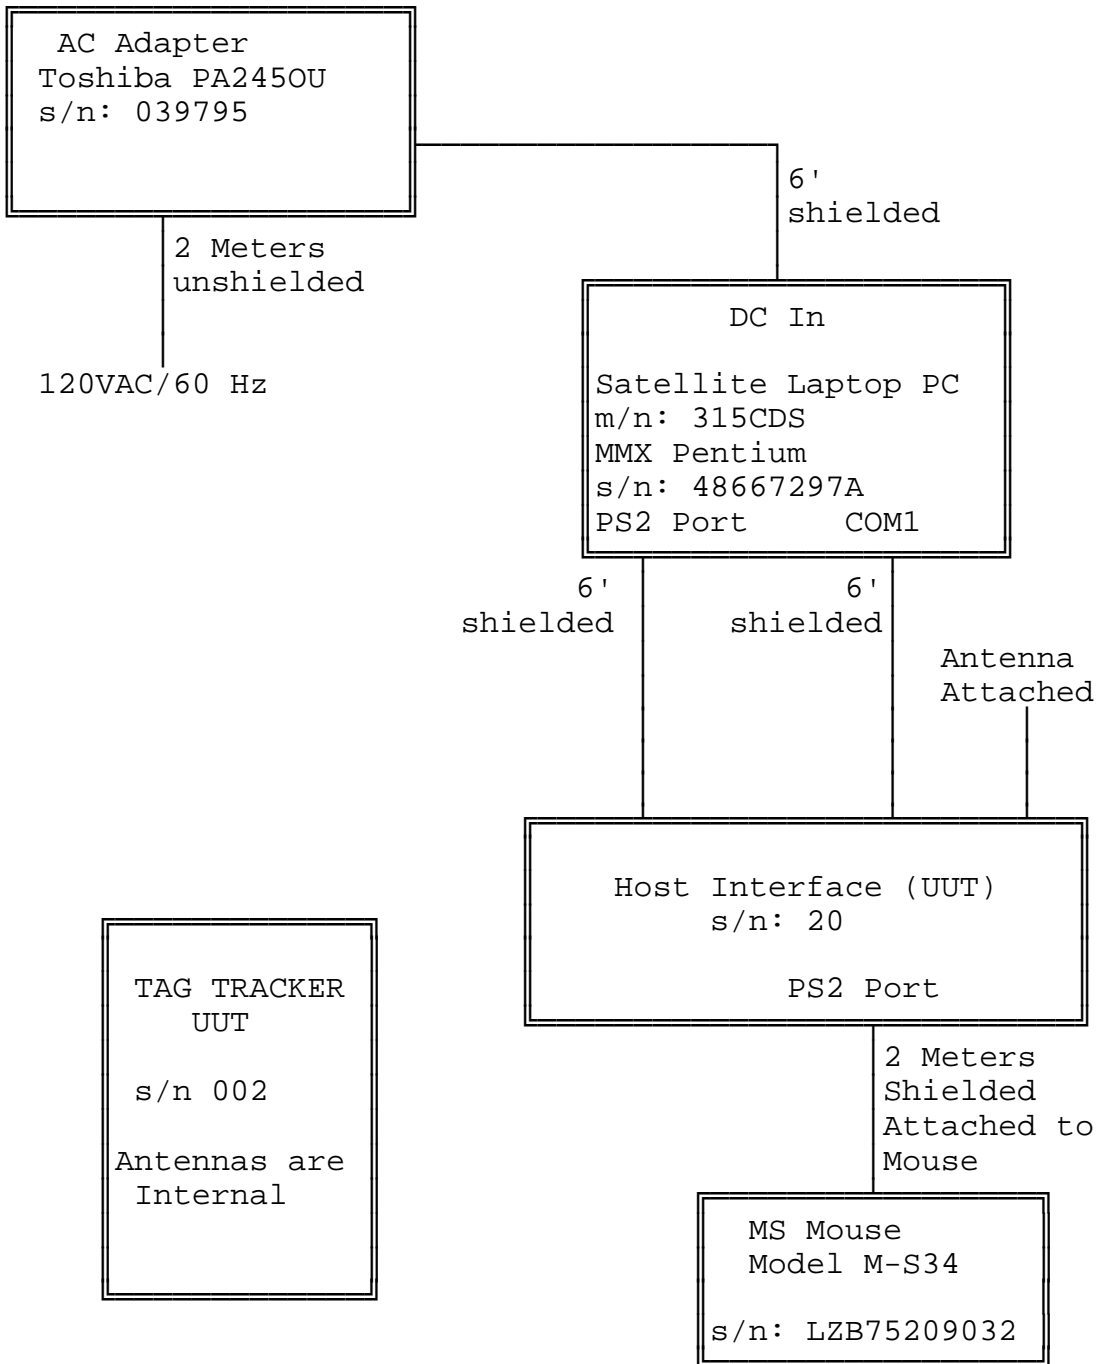 AC Adapter
Toshiba PA245OU
s/n: 039795
6'
shielded
2 Meters
unshielded
120VAC/60 Hz
DC In
Satellite Laptop PC
m/n: 315CDS
MMX Pentium
s/n: 48667297A
PS2 Port COM1
6'
shielded
6'
shielded
Antenna
Attached
Host Interface (UUT)
s/n: 20
PS2 Port
TAG TRACKER
UUT
s/n 002
Antennas are
Internal
2 Meters
Shielded
Attached to
Mouse
MS Mouse
Model M-S34
s/n: LZB75209032